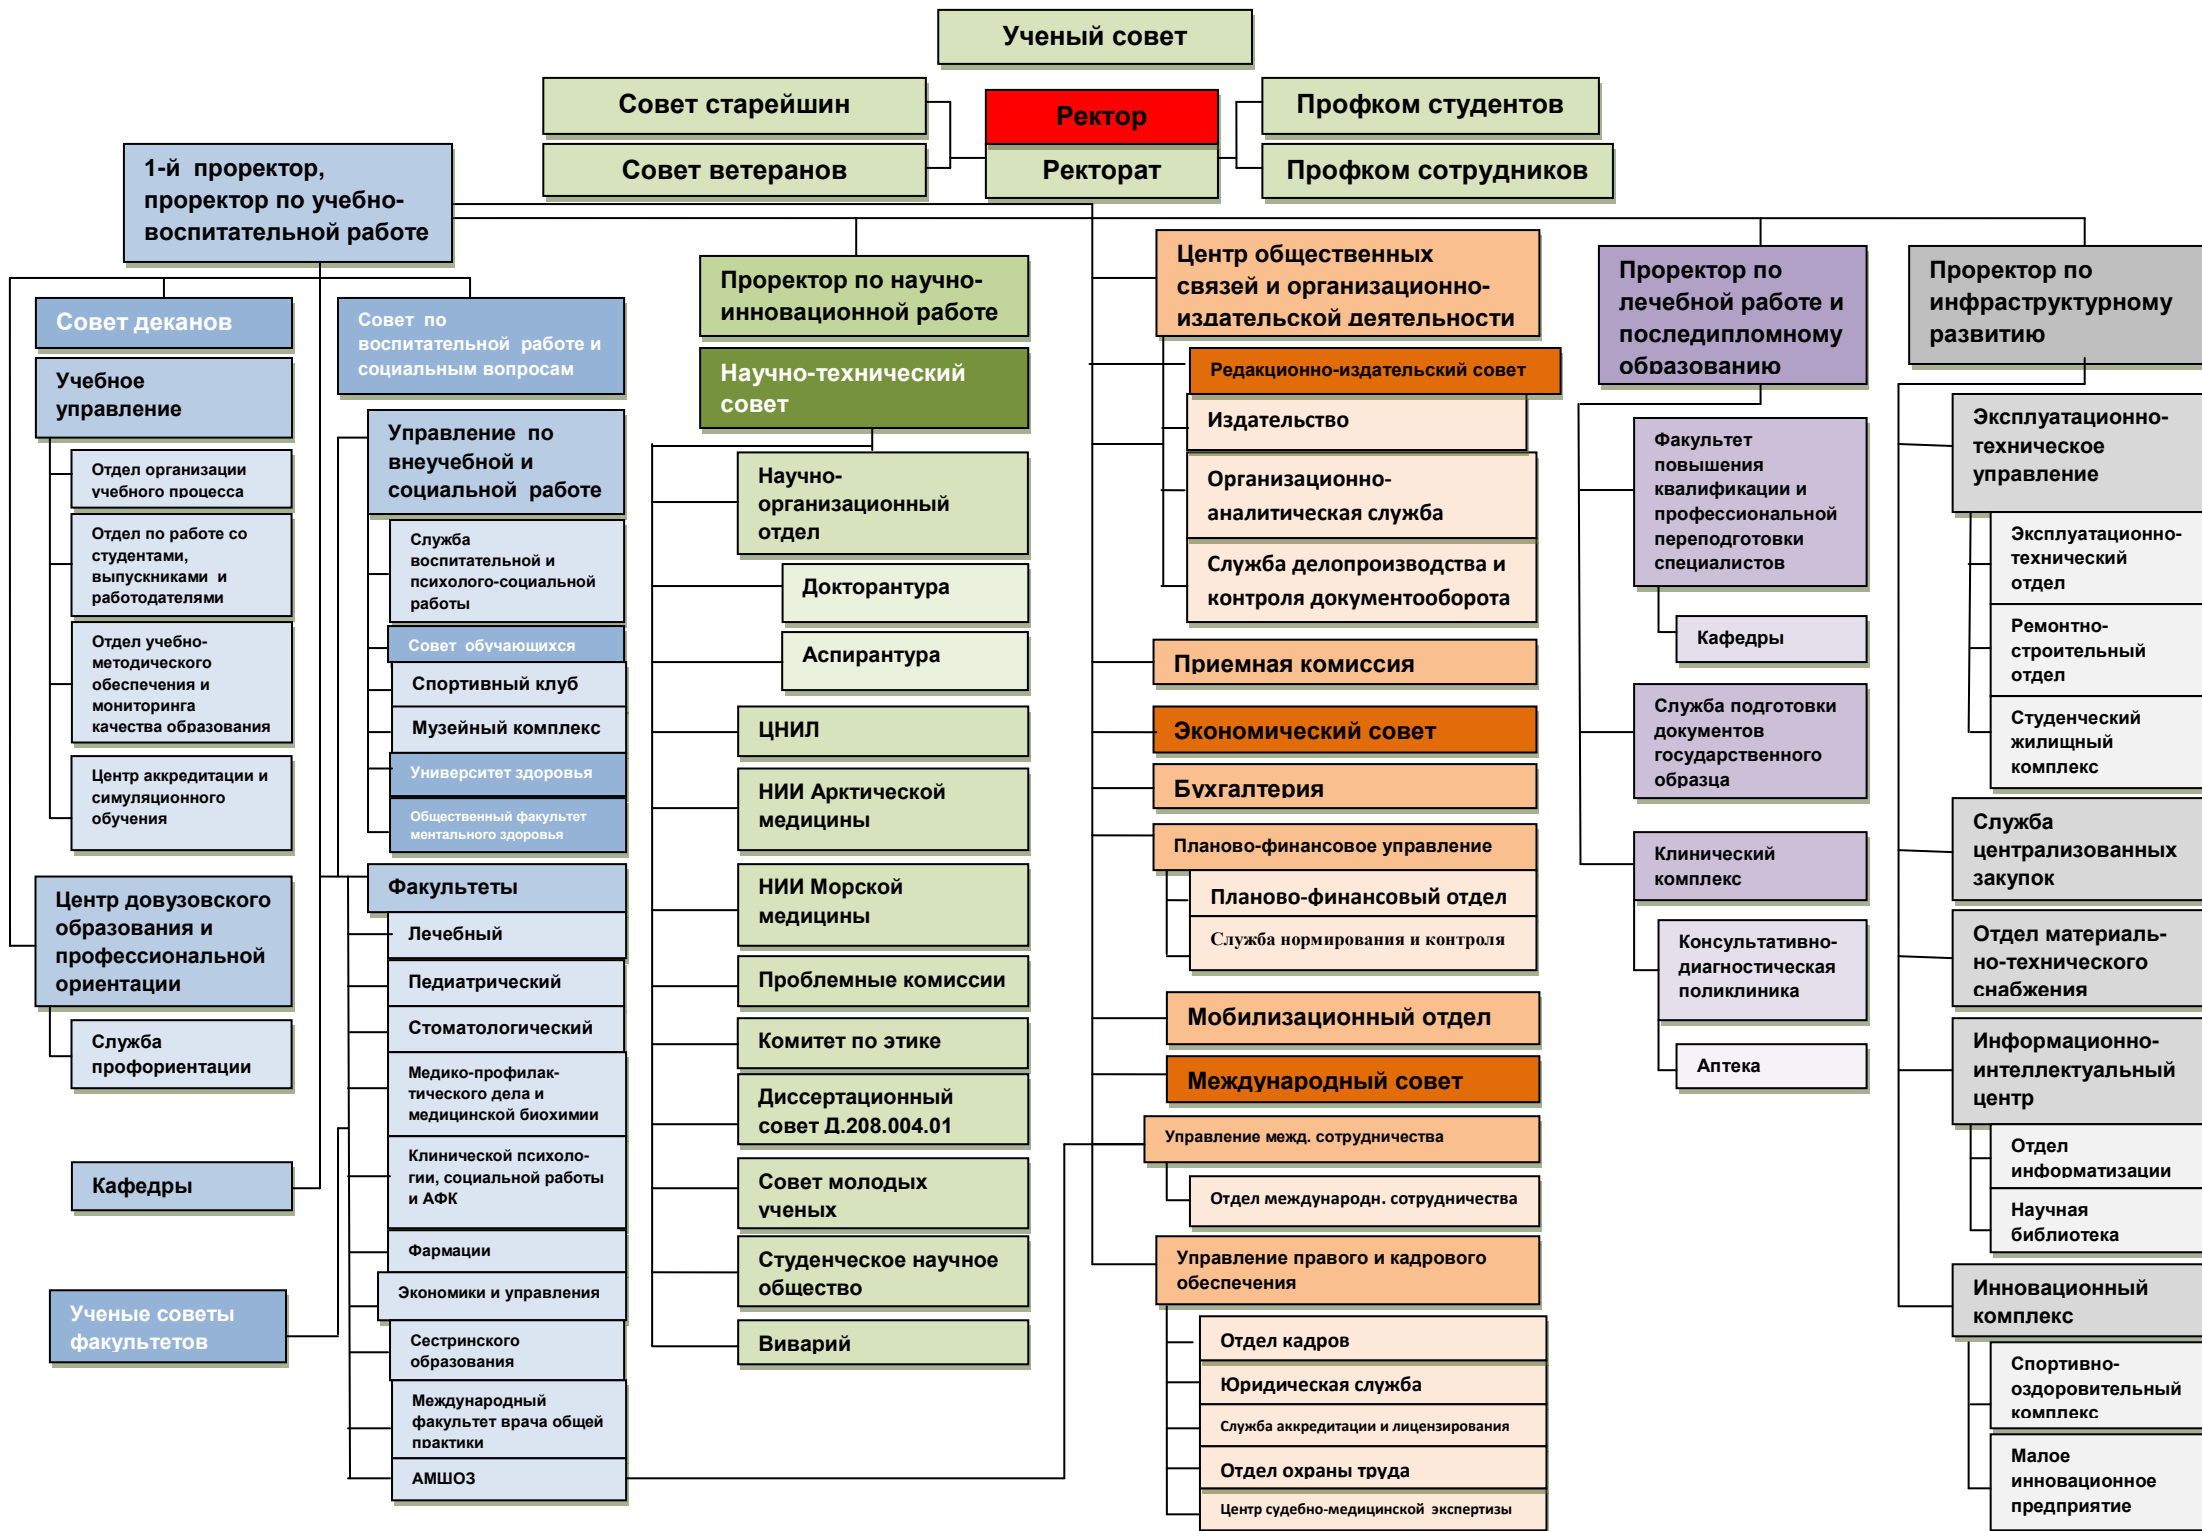 Ученый совет
Совет старейшин
Совет ветеранов
Ректор
Ректорат
Профком студентов
Профком сотрудников
1-й проректор,
проректор по учебно-
воспитательной работе
Совет деканов
Учебное
управление
Отдел организации
учебного процесса
Отдел по работе со
студентами,
выпускниками и
работодателями
Отдел учебно-
методического
обеспечения и
мониторинга
качества образования
Центр аккредитации и
симуляционного
обучения
Центр довузовского
образования и
профессиональной
ориентации
Служба
профориентации
Кафедры
Ученые советы
факультетов
Совет по
воспитательной работе и
социальным вопросам
Управление по
внеучебной и
социальной работе
Служба
воспитательной и
психолого-социальной
работы
Совет обучающихся
Спортивный клуб
Музейный комплекс
Университет здоровья
Общественный факультет
ментального здоровья
Факультеты
Лечебный
Педиатрический
Стоматологический
Медико-профилак-
тического дела и
медицинской биохимии
Клинической психоло-
гии, социальной работы
и АФК
Фармации
Экономики и управления
Сестринского
образования
Международный
факультет врача общей
практики
АМШОЗ
Проректор по научно-
инновационной работе
Научно-технический
совет
Научно-
организационный
отдел
Докторантура
Аспирантура
ЦНИЛ
НИИ Арктической
медицины
НИИ Морской
медицины
Проблемные комиссии
Комитет по этике
Диссертационный
совет Д.208.004.01
Совет молодых
ученых
Студенческое научное
общество
Виварий
Центр общественных
связей и организационно-
издательской деятельности
Редакционно-издательский совет
Издательство
Организационно-
аналитическая служба
Служба делопроизводства и
контроля документооборота
Приемная комиссия
Экономический совет
Бухгалтерия
Планово-финансовое управление
Планово-финансовый отдел
Служба нормирования и контроля
Мобилизационный отдел
Международный совет
Управление межд. сотрудничества
Отдел международн. сотрудничества
Управление правого и кадрового
обеспечения
Отдел кадров
Юридическая служба
Служба аккредитации и лицензирования
Отдел охраны труда
Центр судебно-медицинской экспертизы
Проректор по
лечебной работе и
последипломному
образованию
Факультет
повышения
квалификации и
профессиональной
переподготовки
специалистов
Кафедры
Служба подготовки
документов
государственного
образца
Клинический
комплекс
Консультативно-
диагностическая
поликлиника
Аптека
Проректор по
инфраструктурному
развитию
Эксплуатационно-
техническое
управление
Эксплуатационно-
технический
отдел
Ремонтно-
строительный
отдел
Студенческий
жилищный
комплекс
Служба
централизованных
закупок
Отдел материаль-
но-технического
снабжения
Информационно-
интеллектуальный
центр
Отдел
информатизации
Научная
библиотека
Инновационный
комплекс
Спортивно-
оздоровительный
комплекс
Малое
инновационное
предприятие